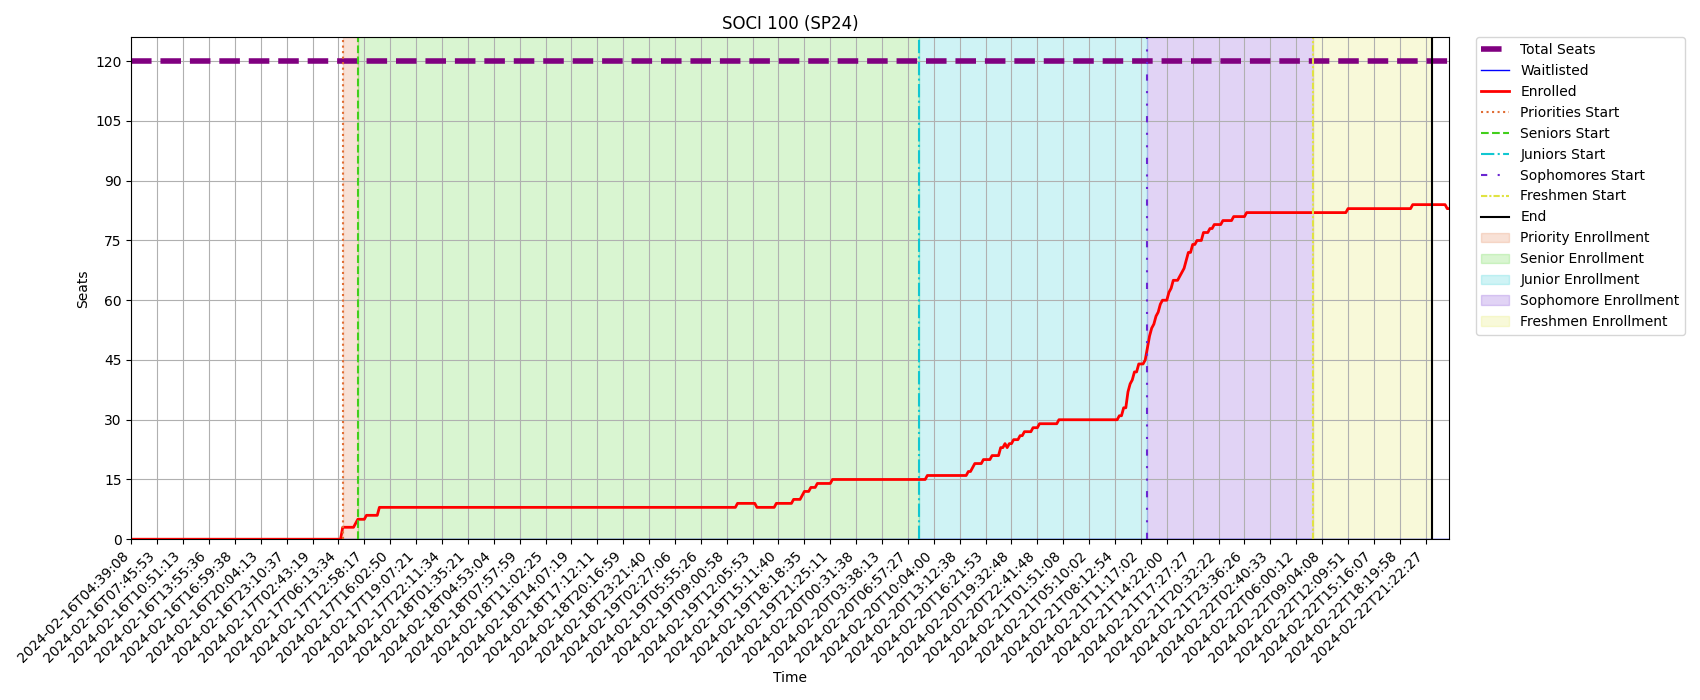 SOCI 100 (SP24)
120
105
90
75
60
45
30
15
0
Seats
2024-02-16T04:39:08
2024-02-16T07:45:53
2024-02-16T10:51:13
2024-02-16T13:55:36
2024-02-16T16:59:38
2024-02-16T20:04:13
2024-02-16T23:10:37
2024-02-17T02:43:19
2024-02-17T06:13:34
2024-02-17T12:58:17
2024-02-17T16:02:50
2024-02-17T19:07:21
2024-02-17T22:11:34
2024-02-18T01:35:21
2024-02-18T04:53:04
2024-02-18T07:57:59
2024-02-18T11:02:25
2024-02-18T14:07:19
2024-02-18T17:12:11
2024-02-18T20:16:59
2024-02-18T23:21:40
2024-02-19T02:27:06
2024-02-19T05:55:26
2024-02-19T09:00:58
2024-02-19T12:05:53
2024-02-19T15:11:40
2024-02-19T18:18:35
2024-02-19T21:25:11
2024-02-20T00:31:38
2024-02-20T03:38:13
2024-02-20T06:57:27
2024-02-20T10:04:00
2024-02-20T13:12:38
2024-02-20T16:21:53
2024-02-20T19:32:48
2024-02-20T22:41:48
2024-02-21T01:51:08
2024-02-21T05:10:02
2024-02-21T08:12:54
2024-02-21T11:17:02
2024-02-21T14:22:00
2024-02-21T17:27:27
2024-02-21T20:32:22
2024-02-21T23:36:26
2024-02-22T02:40:33
2024-02-22T06:00:12
2024-02-22T09:04:08
2024-02-22T12:09:51
2024-02-22T15:16:07
2024-02-22T18:19:58
2024-02-22T21:22:27
Time
Total Seats
Waitlisted
Enrolled
Priorities Start
Seniors Start
Juniors Start
Sophomores Start
Freshmen Start
End
Priority Enrollment
Senior Enrollment
Junior Enrollment
Sophomore Enrollment
Freshmen Enrollment